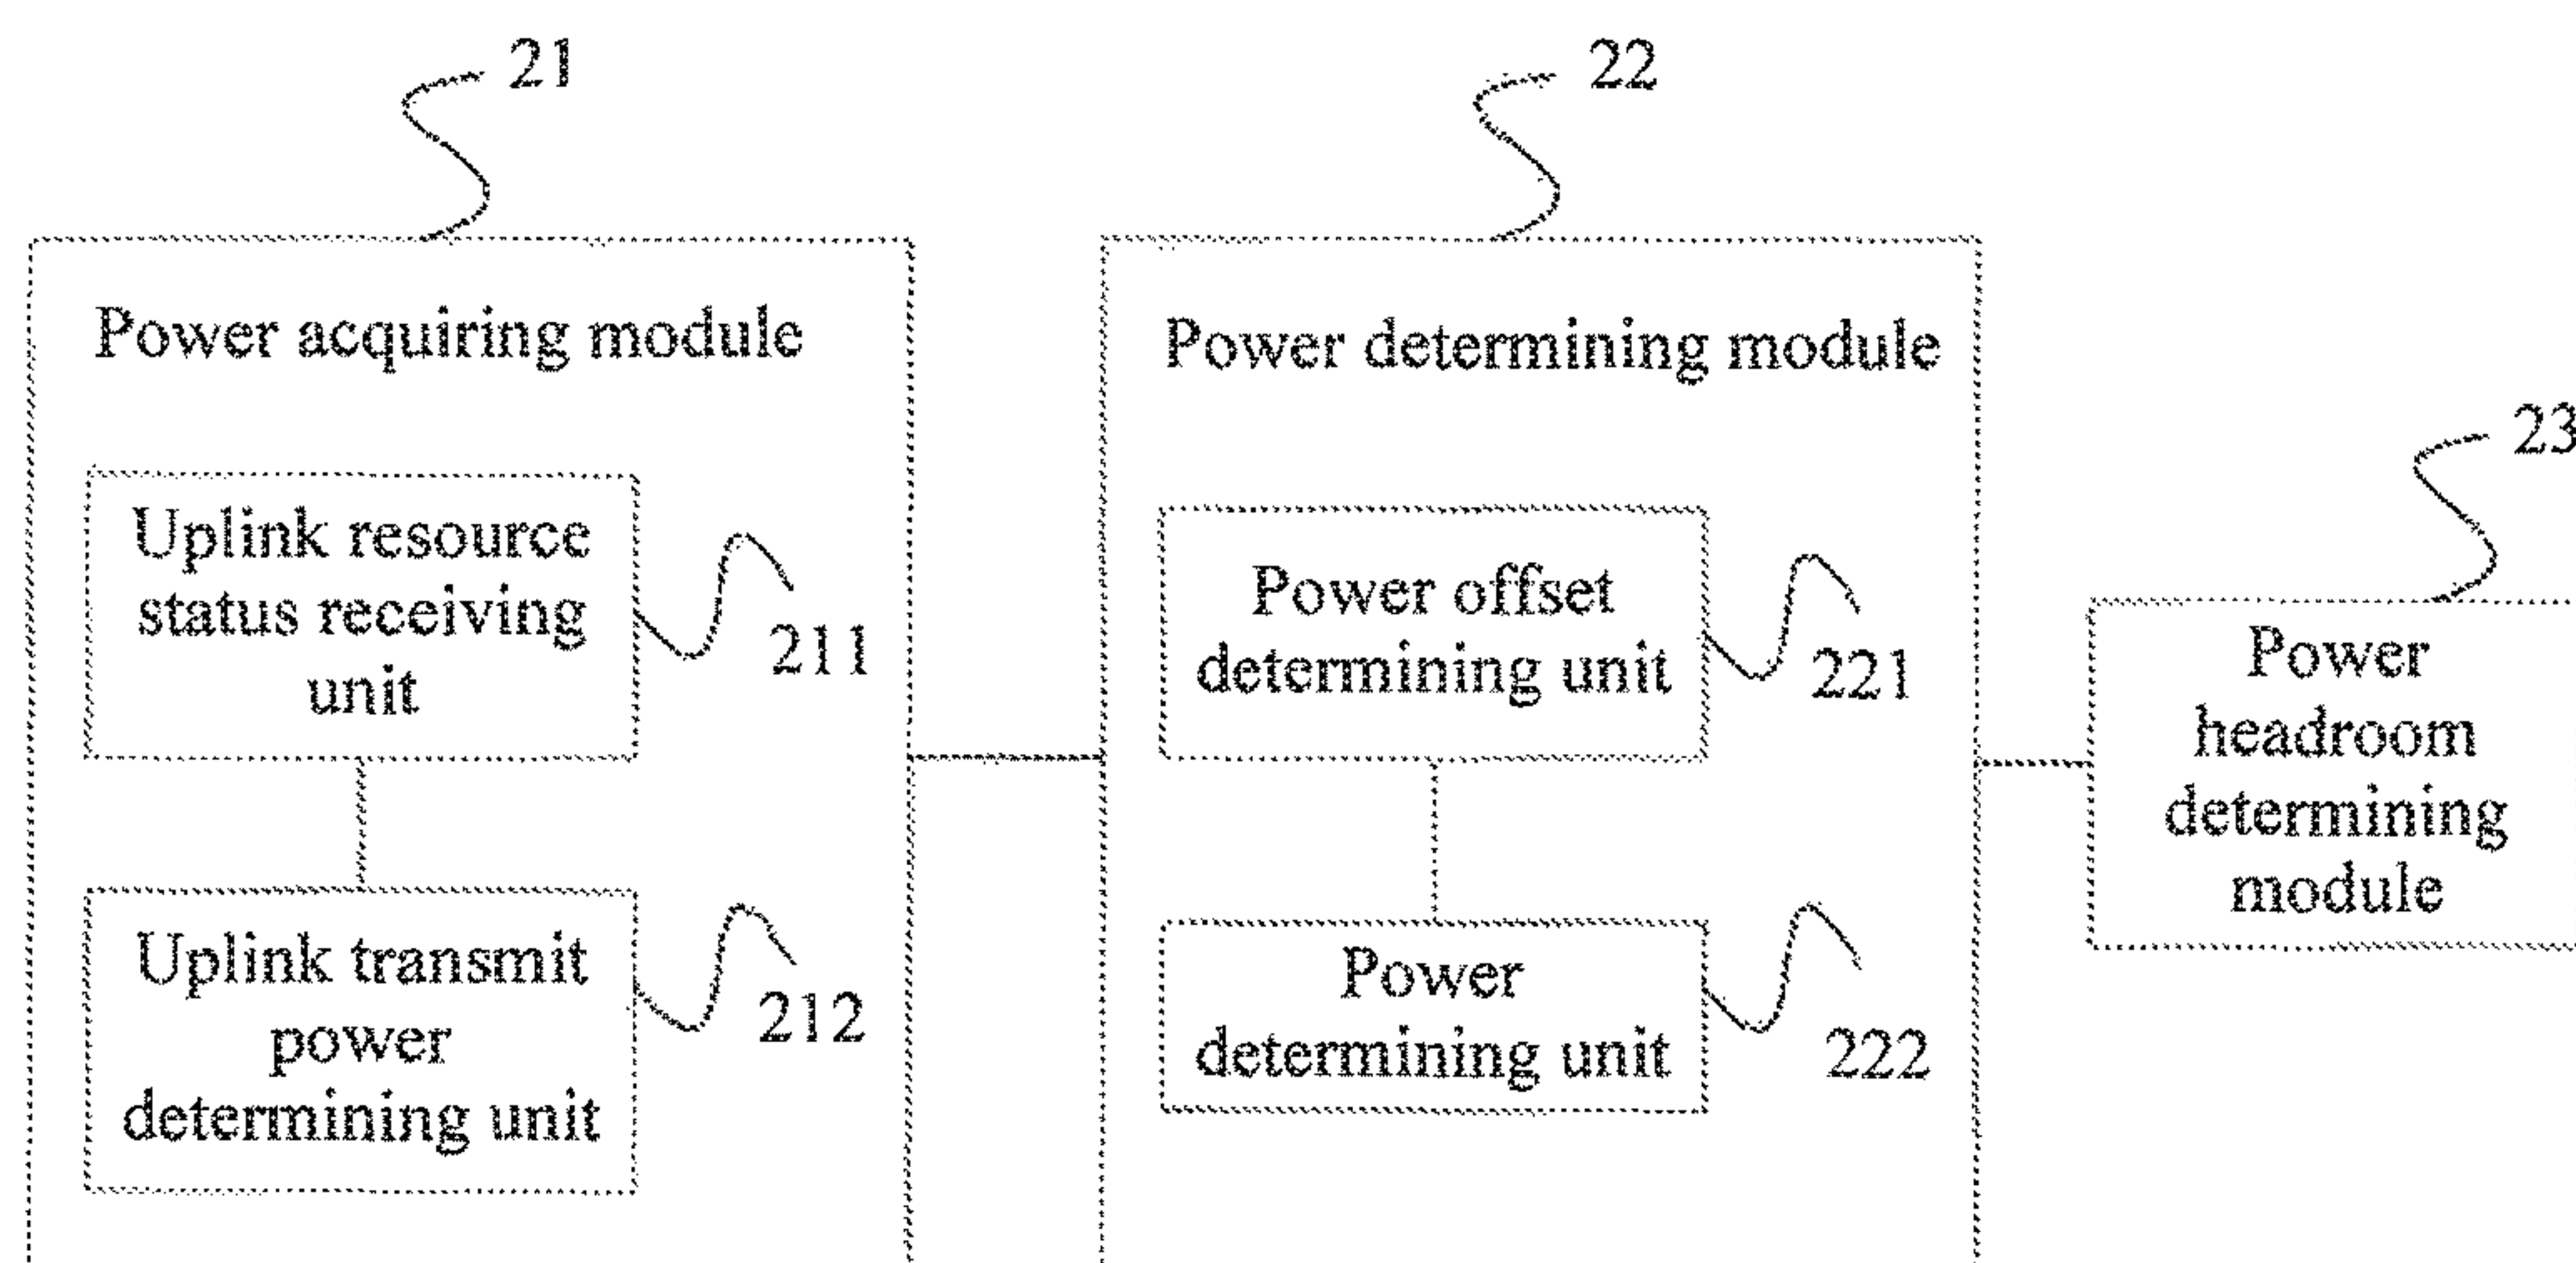 21
22
Power acquiring module
Power determining module
23
Uplink resource
status receiving
unit
211
Power offset
determining unit
221
Power
headroom
determining
module
Uplink transmit
power
determining unit
212
Power
determining unit
222